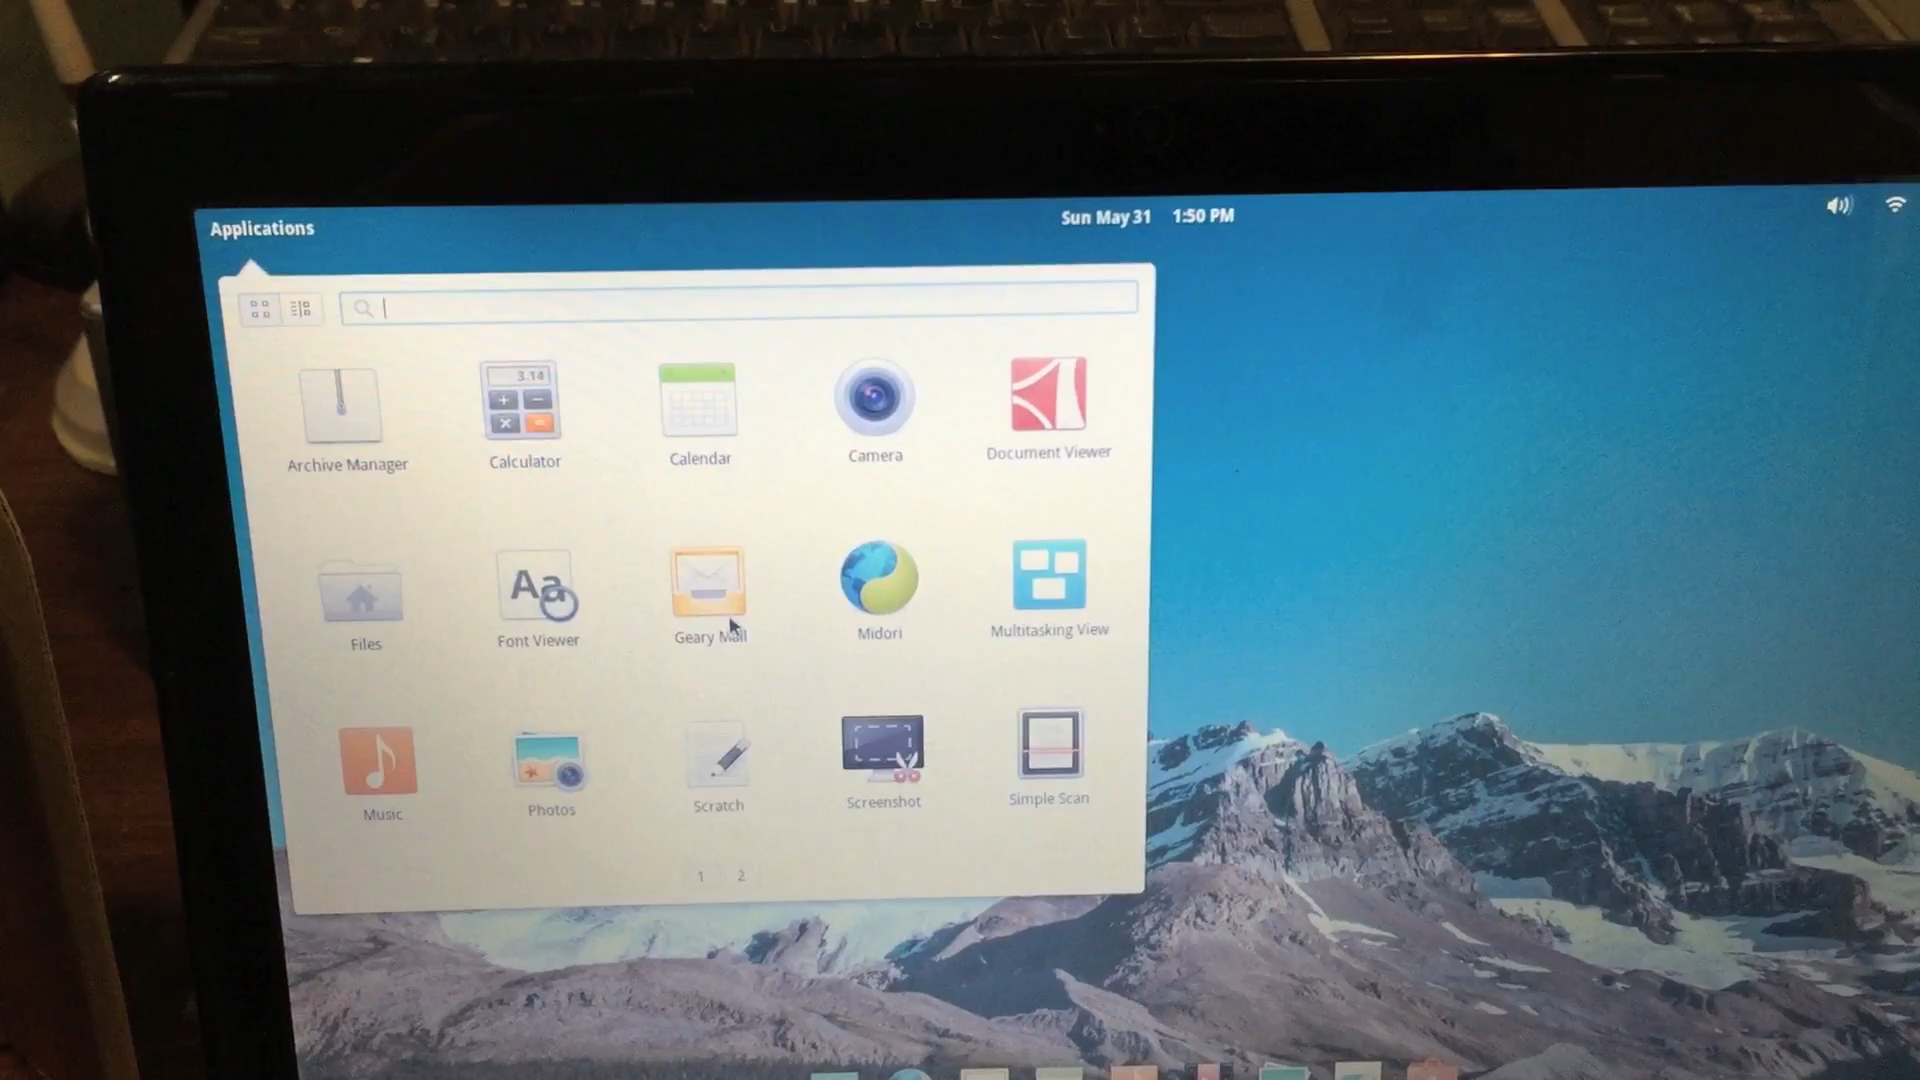 Applications
Sun May 31 1:50 PM
3.14
Archive Manager
Calculator
Calendar
Camera
Document Viewer
Aa
Files
Font Viewer
Geary Mail
Midori
Multitasking View
Music
Photos
Scratch
Screenshot
Simple Scan
1 2